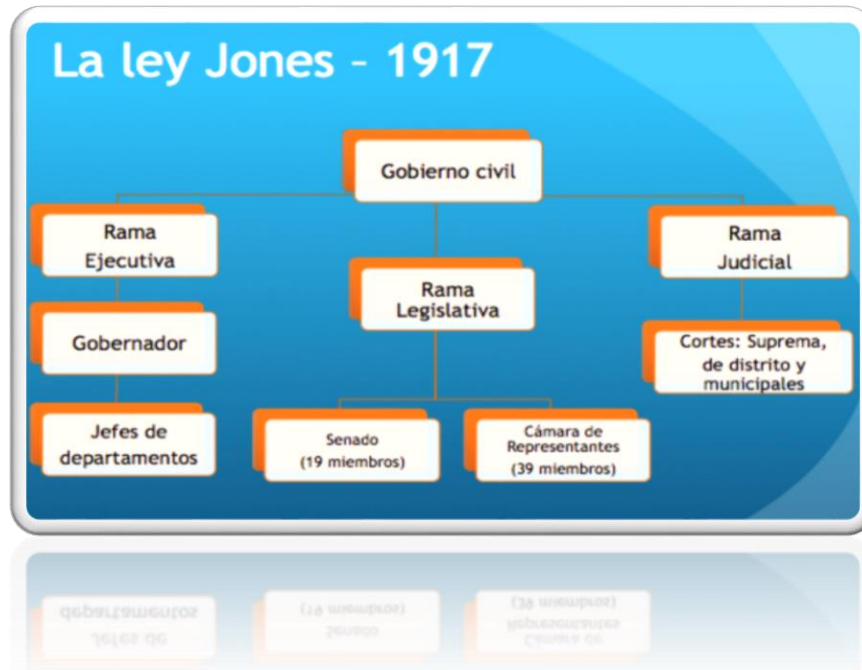 La ley Jones – 1917
Gobierno civil
Rama
Ejecutiva
Gobernador
Jefes de
departamentos
Rama
Legislativa
Senado
(19 miembros)
Cámara de
Representantes
(39 miembros)
Rama
Judicial
Cortes: Suprema,
de distrito y
municipales